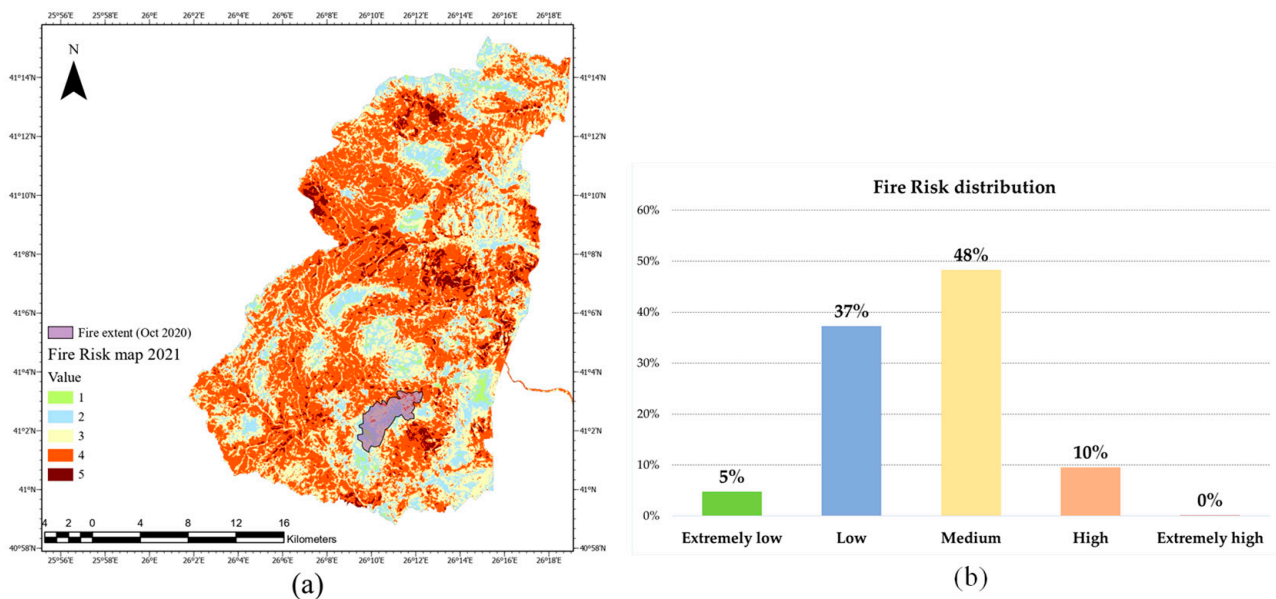 25°56'E 25°58'E 26°E 26°2'E 26°4'E 26°6'E 26°8'E 26°10'E 26°12'E 26°14'E 26°16'E 26°18'E
N
41°14'N 41°14'N
41°12'N 41°12'N
41°10'N 41°10'N
41°8'N 41°8'N
41°6'N 41°6'N
Fire extent (Oct 2020)
Fire Risk map 2021
Value
41°4'N 41°4'N
1
2
3
4
5
41°2'N 41°2'N
41°N 41°N
4 2 0 4 8 12 16
Kilometers
40°58'N 40°58'N
25°56'E 25°58'E 26°E 26°2'E 26°4'E 26°6'E 26°8'E 26°10'E 26°12'E 26°14'E 26°16'E 26°18'E
(a)
Fire Risk distribution
60%
50%
40%
30%
20%
10%
0%
5%
37%
48%
10%
0%
Extremely low Low Medium High Extremely high
(b)